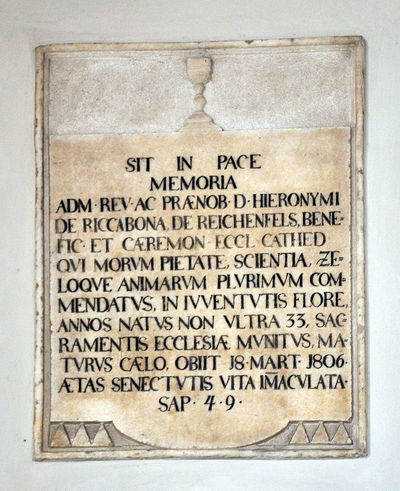 SIT IN PACE
MEMORIA
ADM·REV·AC PRÆNOB·D·HIERONYMI
DE RICCABONA, DE REICHENFELS, BENE-
FIC·ET CÆREMON·ECCL·CATHED
QVI MORVM PIETATE, SCIENTIA, ZE-
LOQVE ANIMARVM PLVRIMVM COM-
MENDATVS, IN IVVENTVTIS FLORE,
ANNOS NATVS NON VLTRA 33, SAC-
RAMENTIS ECCLESIÆ MVNITVS, MA-
TVRVS CÆLO, OBIIT 18·MART·1806·
ÆTAS SENECTVTIS VITA IM̄ACVLATA·
SAP·4·9·